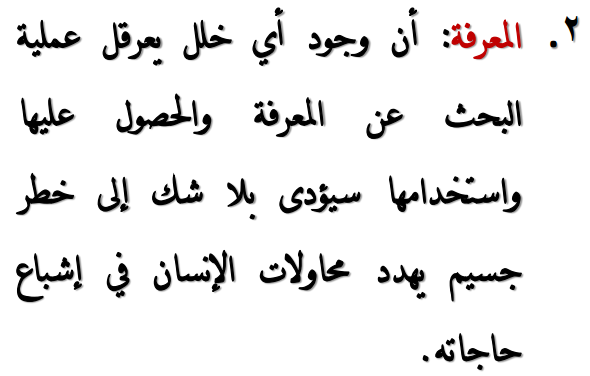 ٢. المعرفة: أن وجود أي خلل يعرقل عملية
البحث عن المعرفة والحصول عليها
واستخدامها سيؤدى بلا شك إلى خطر
جسيم يهدد محاولات الإنسان في إشباع
حاجاته.